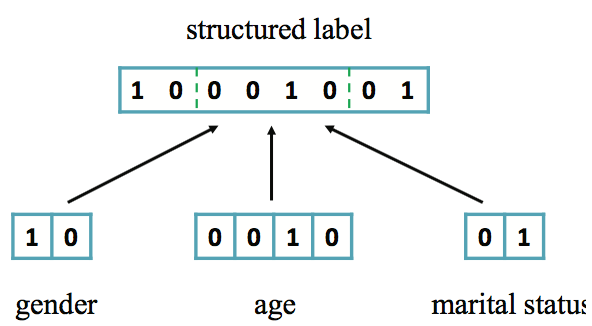 structured label
1 0 0 0 1 0 0 1
1 0 0 0 1 0 0 1
gender age marital status